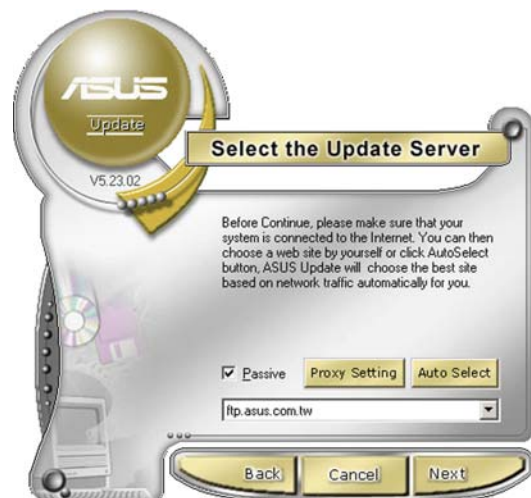 ASUS
Update
V5.23.02
Select the Update Server
Before Continue, please make sure that your
system is connected to the Internet. You can then
choose a web site by yourself or click AutoSelect
button, ASUS Update will choose the best site
based on network traffic automatically for you.
Passive Proxy Setting Auto Select
ftp.asus.com.tw
Back Cancel Next